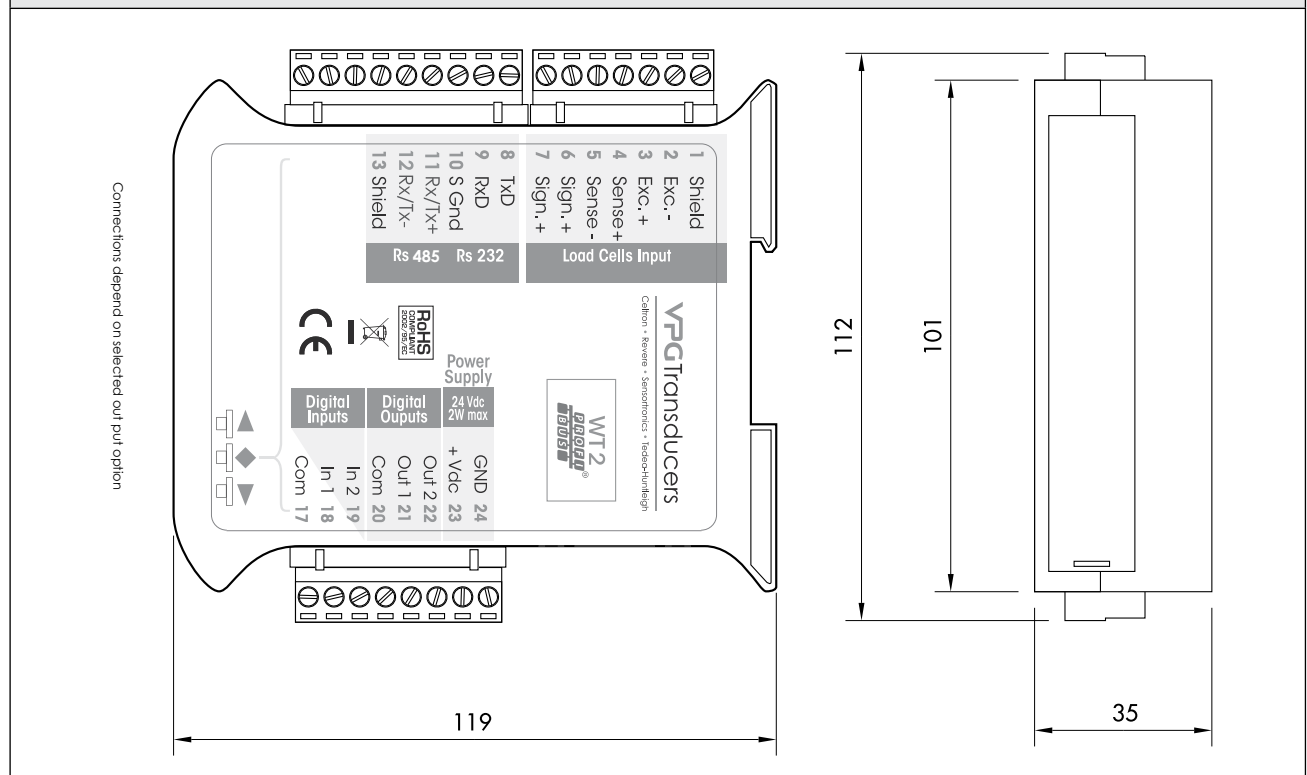 1 Shield
2 Exc.-
3 Exc.+
4 Sense+
5 Sense-
6 Sign.+
7 Sign.+
Load Cells Input
8 TxD
9 RxD
10 S Gnd
11 Rx/Tx+
12 Rx/Tx-
13 Shield
Rs 485
Rs 232
VPGTransducers
Celtron • Revere • Sensortronics • Tedea-Huntleigh
WT 2
PROFI®
BUS
RoHS
COMPLIANT
2002/95/EC
CE
Power
Supply
24 Vdc
2W max
Digital
Ouputs
Digital
Inputs
GND 24
+ Vdc 23
Out 2 22
Out 1 21
Com 20
In 2 19
In 1 18
Com 17
Connections depend on selected out put option
119
112
101
35